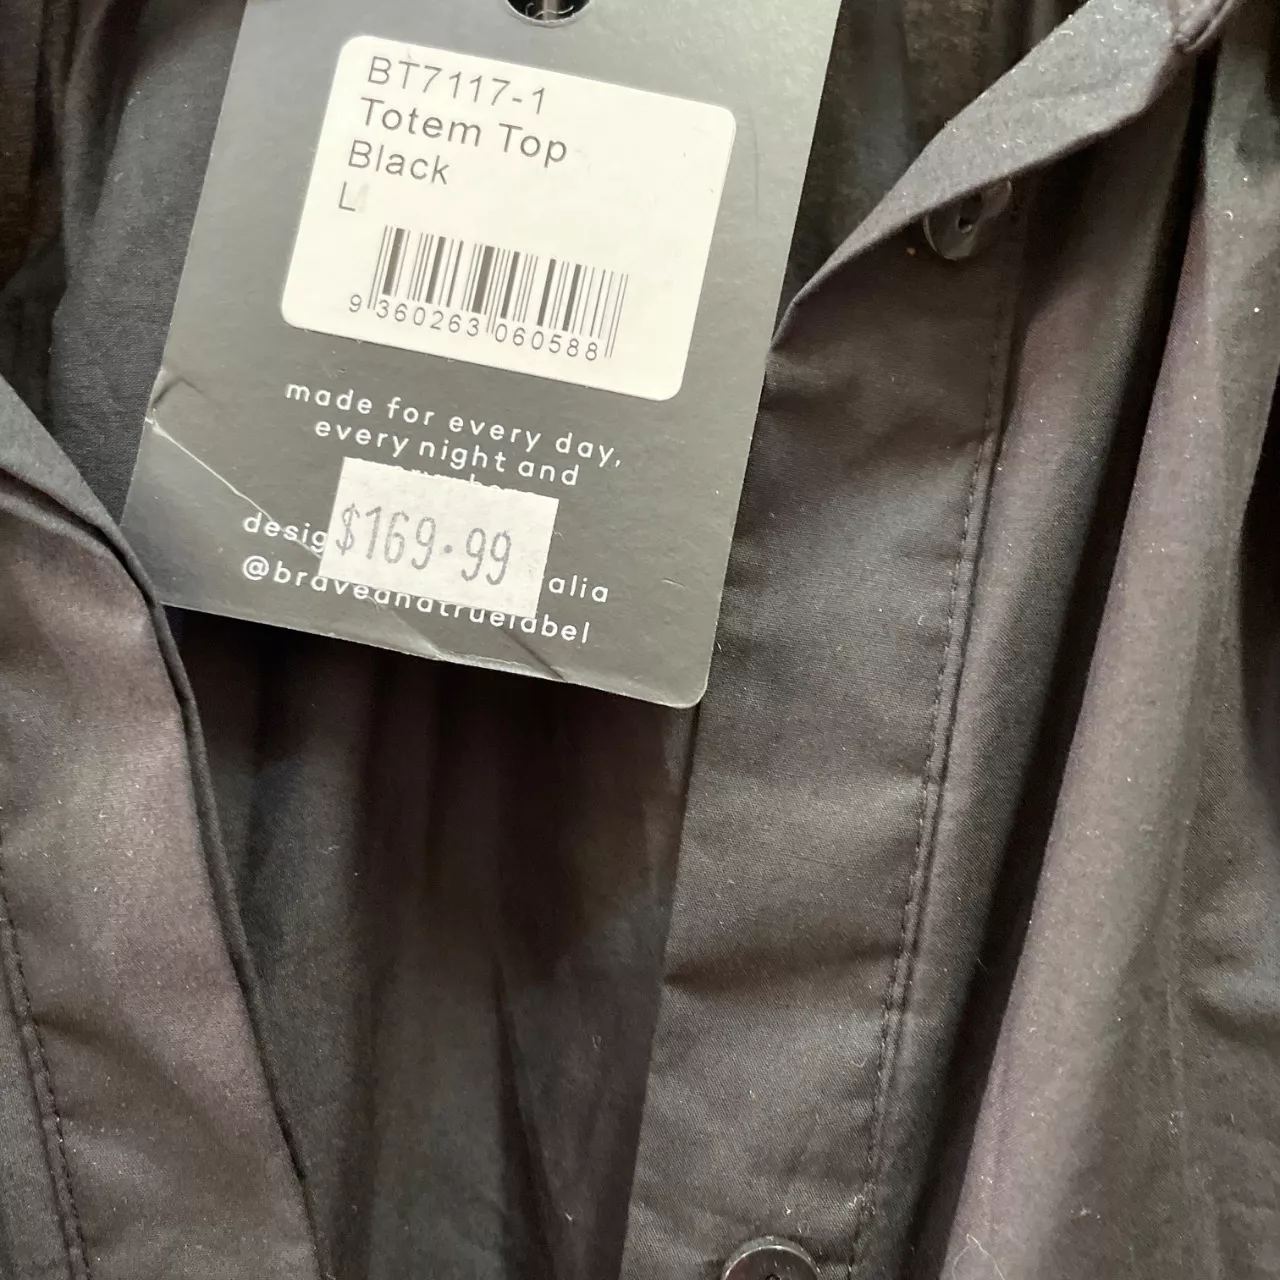 BT7117-1
Totem Top
Black
L
9 360263 060588
made for every day,
every night and
desig
$169.99
alia
@braveandtruelabel